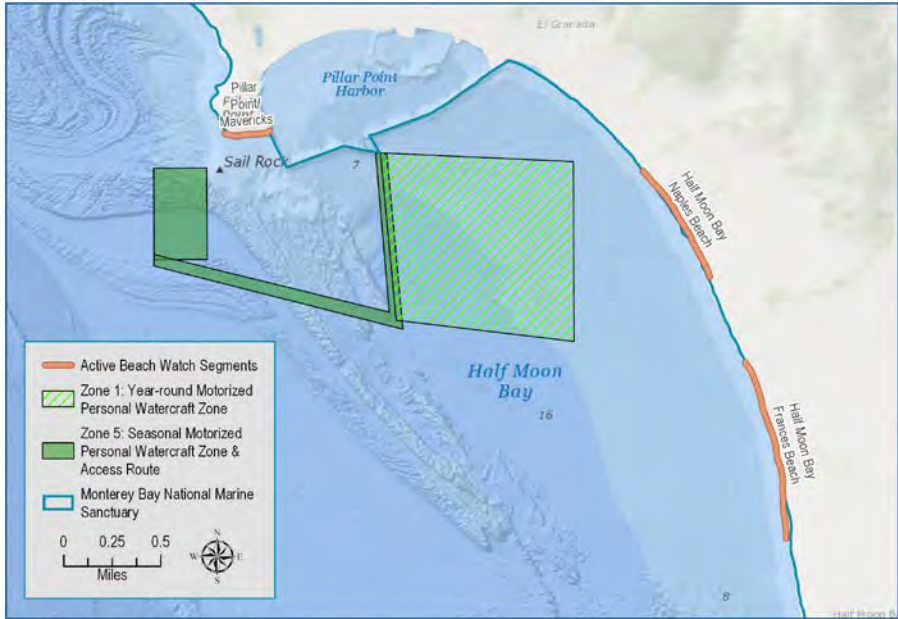 El Granada
Pillar Point
Harbor
Pillar
Point/
Mavericks
Sail Rock
7
Half Moon Bay
Naples Beach
Half Moon
Bay
16
Half Moon Bay
Frances Beach
8
Half Moon B
Active Beach Watch Segments
Zone 1: Year-round Motorized
Personal Watercraft Zone
Zone 5: Seasonal Motorized
Personal Watercraft Zone &
Access Route
Monterey Bay National Marine
Sanctuary
0 0.25 0.5
Miles
N
W E
S